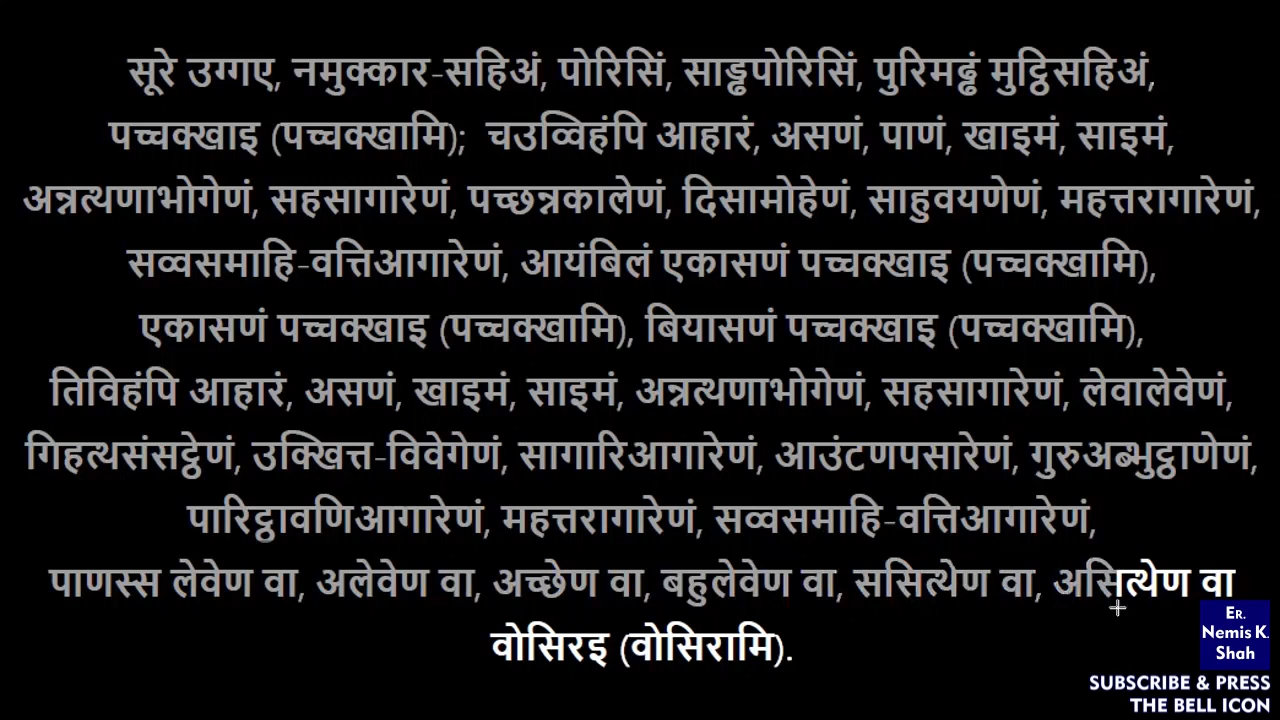 सूरे उग्गए, नमुक्कार-सहिअं, पोरिसिं, साड्ढपोरिसिं, पुरिमढ्ढं मुट्ठिसहिअं,
पच्चक्खाइ (पच्चक्खामि); चउव्विहंपि आहारं, असणं, पाणं, खाइमं, साइमं,
अन्नत्थणाभोगेणं, सहसागारेणं, पच्छन्नकालेणं, दिसामोहेणं, साहुवयणेणं, महत्तरागारेणं,
सव्वसमाहि-वत्तिआगारेणं, आयंबिलं एकासणं पच्चक्खाइ (पच्चक्खामि),
एकासणं पच्चक्खाइ (पच्चक्खामि), बियासणं पच्चक्खाइ (पच्चक्खामि),
तिविहंपि आहारं, असणं, खाइमं, साइमं, अन्नत्थणाभोगेणं, सहसागारेणं, लेवालेवेणं,
गिहत्थसंसट्ठेणं, उक्खित्त-विवेगेणं, सागारिआगारेणं, आउंटणपसारेणं, गुरुअब्भुट्ठाणेणं,
पारिट्ठावणिआगारेणं, महत्तरागारेणं, सव्वसमाहि-वत्तिआगारेणं,
पाणस्स लेवेण वा, अलेवेण वा, अच्छेण वा, बहुलेवेण वा, ससित्थेण वा, असित्थेण वा
वोसिरइ (वोसिरामि).
ER.
Nemis K.
Shah
SUBSCRIBE & PRESS
THE BELL ICON